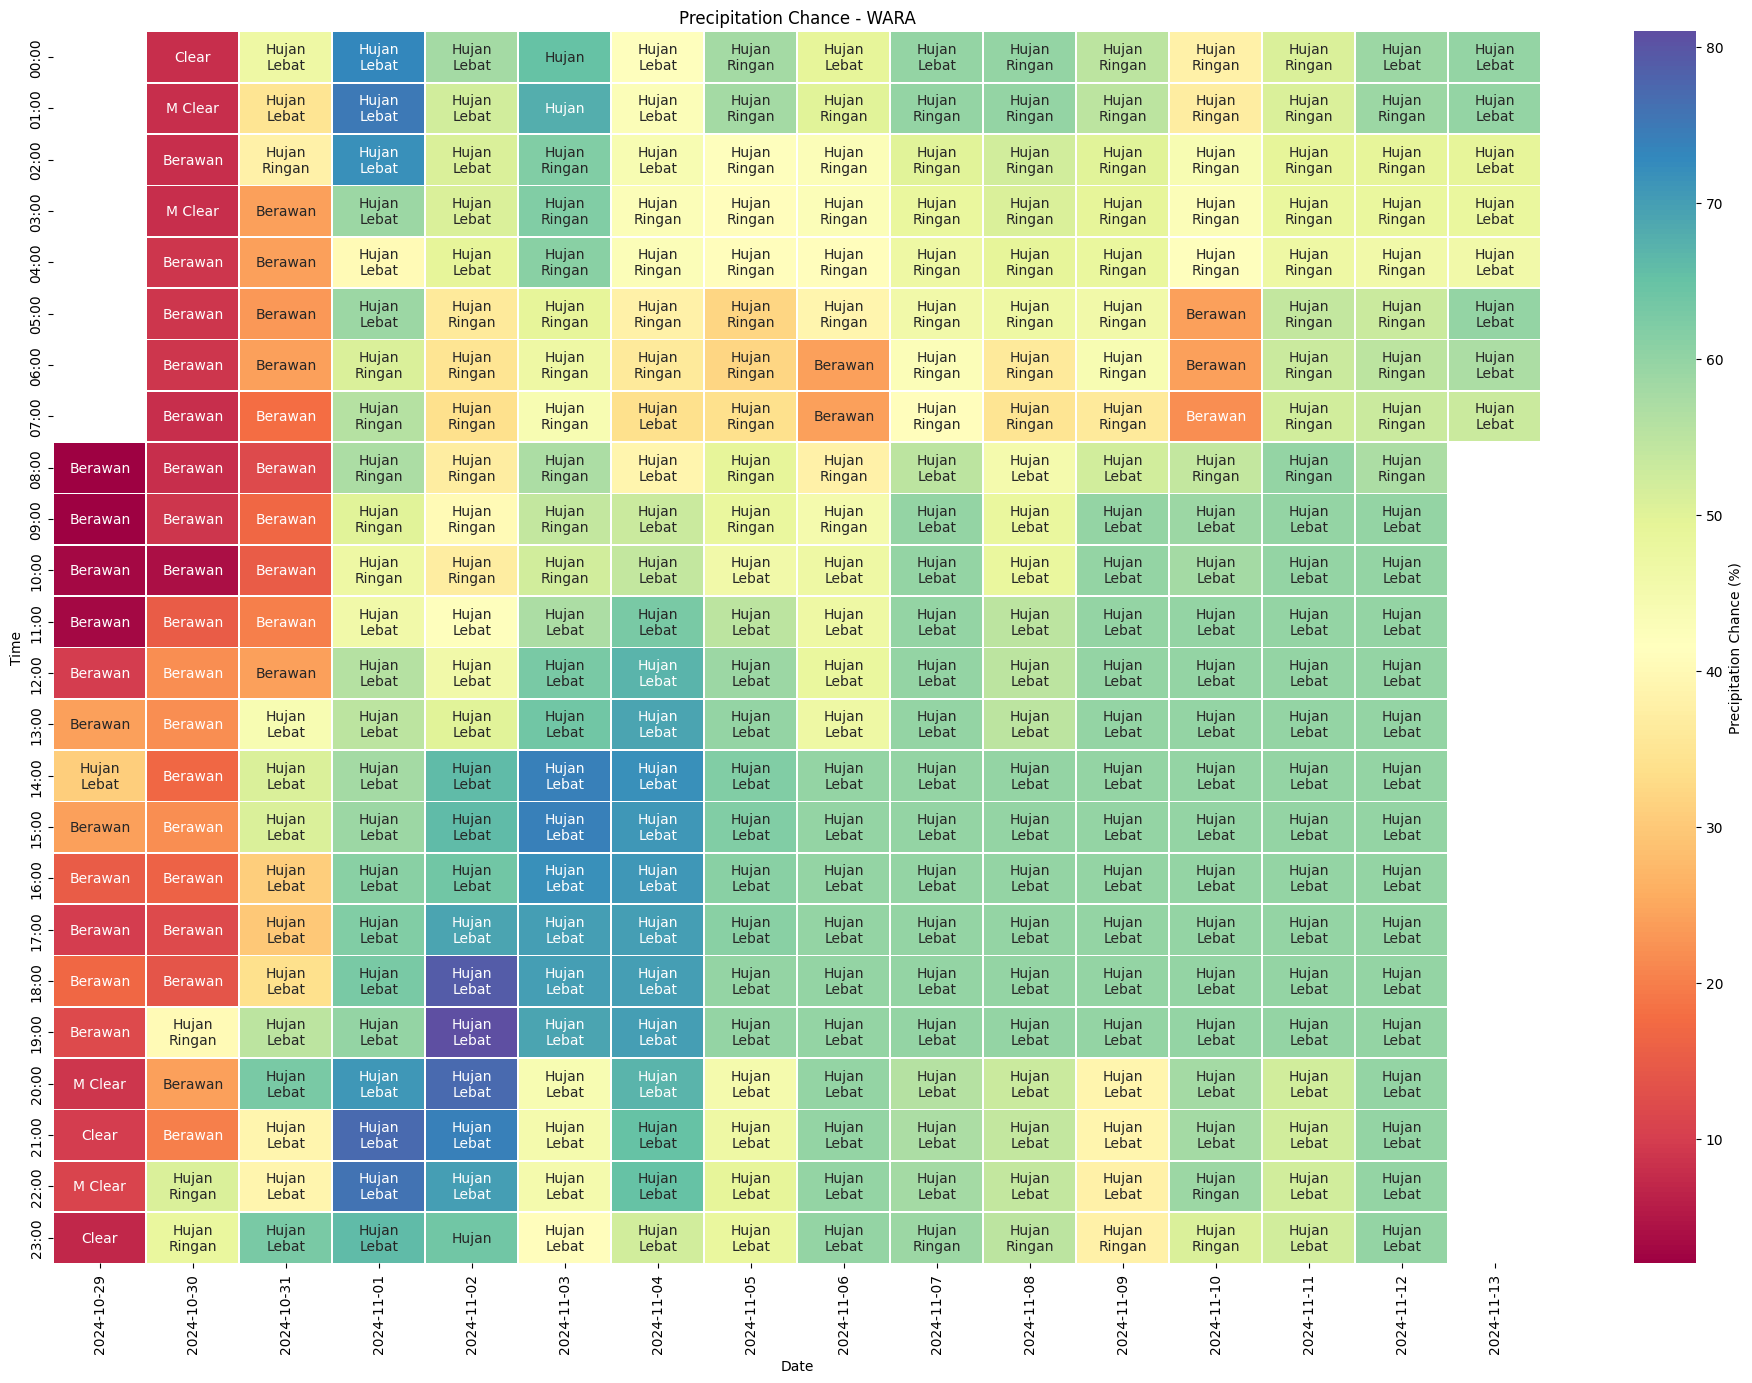 Precipitation Chance - WARA
00:00 Clear Hujan Lebat Hujan Lebat Hujan Lebat Hujan Hujan Lebat Hujan Ringan Hujan Lebat Hujan Lebat Hujan Ringan Hujan Ringan Hujan Ringan Hujan Ringan Hujan Lebat Hujan Lebat
01:00 M Clear Hujan Lebat Hujan Lebat Hujan Lebat Hujan Hujan Lebat Hujan Ringan Hujan Ringan Hujan Ringan Hujan Ringan Hujan Ringan Hujan Ringan Hujan Ringan Hujan Ringan Hujan Lebat
02:00 Berawan Hujan Ringan Hujan Lebat Hujan Lebat Hujan Ringan Hujan Lebat Hujan Ringan Hujan Ringan Hujan Ringan Hujan Ringan Hujan Ringan Hujan Ringan Hujan Ringan Hujan Ringan Hujan Lebat
03:00 M Clear Berawan Hujan Lebat Hujan Lebat Hujan Ringan Hujan Ringan Hujan Ringan Hujan Ringan Hujan Ringan Hujan Ringan Hujan Ringan Hujan Ringan Hujan Ringan Hujan Ringan Hujan Lebat
04:00 Berawan Berawan Hujan Lebat Hujan Lebat Hujan Ringan Hujan Ringan Hujan Ringan Hujan Ringan Hujan Ringan Hujan Ringan Hujan Ringan Hujan Ringan Hujan Ringan Hujan Ringan Hujan Lebat
05:00 Berawan Berawan Hujan Lebat Hujan Ringan Hujan Ringan Hujan Ringan Hujan Ringan Hujan Ringan Hujan Ringan Hujan Ringan Hujan Ringan Berawan Hujan Ringan Hujan Ringan Hujan Lebat
06:00 Berawan Berawan Hujan Ringan Hujan Ringan Hujan Ringan Hujan Ringan Hujan Ringan Berawan Hujan Ringan Hujan Ringan Hujan Ringan Berawan Hujan Ringan Hujan Ringan Hujan Lebat
07:00 Berawan Berawan Hujan Ringan Hujan Ringan Hujan Ringan Hujan Lebat Hujan Ringan Berawan Hujan Ringan Hujan Ringan Hujan Ringan Berawan Hujan Ringan Hujan Ringan Hujan Lebat
08:00 Berawan Berawan Berawan Hujan Ringan Hujan Ringan Hujan Ringan Hujan Lebat Hujan Ringan Hujan Ringan Hujan Lebat Hujan Lebat Hujan Lebat Hujan Ringan Hujan Ringan Hujan Ringan
09:00 Berawan Berawan Berawan Hujan Ringan Hujan Ringan Hujan Ringan Hujan Lebat Hujan Ringan Hujan Ringan Hujan Lebat Hujan Lebat Hujan Lebat Hujan Lebat Hujan Lebat Hujan Lebat
10:00 Berawan Berawan Berawan Hujan Ringan Hujan Ringan Hujan Ringan Hujan Lebat Hujan Lebat Hujan Lebat Hujan Lebat Hujan Lebat Hujan Lebat Hujan Lebat Hujan Lebat Hujan Lebat
11:00 Berawan Berawan Berawan Hujan Lebat Hujan Lebat Hujan Lebat Hujan Lebat Hujan Lebat Hujan Lebat Hujan Lebat Hujan Lebat Hujan Lebat Hujan Lebat Hujan Lebat Hujan Lebat
12:00 Berawan Berawan Berawan Hujan Lebat Hujan Lebat Hujan Lebat Hujan Lebat Hujan Lebat Hujan Lebat Hujan Lebat Hujan Lebat Hujan Lebat Hujan Lebat Hujan Lebat Hujan Lebat
13:00 Berawan Berawan Hujan Lebat Hujan Lebat Hujan Lebat Hujan Lebat Hujan Lebat Hujan Lebat Hujan Lebat Hujan Lebat Hujan Lebat Hujan Lebat Hujan Lebat Hujan Lebat Hujan Lebat
14:00 Hujan Lebat Berawan Hujan Lebat Hujan Lebat Hujan Lebat Hujan Lebat Hujan Lebat Hujan Lebat Hujan Lebat Hujan Lebat Hujan Lebat Hujan Lebat Hujan Lebat Hujan Lebat Hujan Lebat
15:00 Berawan Berawan Hujan Lebat Hujan Lebat Hujan Lebat Hujan Lebat Hujan Lebat Hujan Lebat Hujan Lebat Hujan Lebat Hujan Lebat Hujan Lebat Hujan Lebat Hujan Lebat Hujan Lebat
16:00 Berawan Berawan Hujan Lebat Hujan Lebat Hujan Lebat Hujan Lebat Hujan Lebat Hujan Lebat Hujan Lebat Hujan Lebat Hujan Lebat Hujan Lebat Hujan Lebat Hujan Lebat Hujan Lebat
17:00 Berawan Berawan Hujan Lebat Hujan Lebat Hujan Lebat Hujan Lebat Hujan Lebat Hujan Lebat Hujan Lebat Hujan Lebat Hujan Lebat Hujan Lebat Hujan Lebat Hujan Lebat Hujan Lebat
18:00 Berawan Berawan Hujan Lebat Hujan Lebat Hujan Lebat Hujan Lebat Hujan Lebat Hujan Lebat Hujan Lebat Hujan Lebat Hujan Lebat Hujan Lebat Hujan Lebat Hujan Lebat Hujan Lebat
19:00 Berawan Hujan Ringan Hujan Lebat Hujan Lebat Hujan Lebat Hujan Lebat Hujan Lebat Hujan Lebat Hujan Lebat Hujan Lebat Hujan Lebat Hujan Lebat Hujan Lebat Hujan Lebat Hujan Lebat
20:00 M Clear Berawan Hujan Lebat Hujan Lebat Hujan Lebat Hujan Lebat Hujan Lebat Hujan Lebat Hujan Lebat Hujan Lebat Hujan Lebat Hujan Lebat Hujan Lebat Hujan Lebat Hujan Lebat
21:00 Clear Berawan Hujan Lebat Hujan Lebat Hujan Lebat Hujan Lebat Hujan Lebat Hujan Lebat Hujan Lebat Hujan Lebat Hujan Lebat Hujan Lebat Hujan Lebat Hujan Lebat Hujan Lebat
22:00 M Clear Hujan Ringan Hujan Lebat Hujan Lebat Hujan Lebat Hujan Lebat Hujan Lebat Hujan Lebat Hujan Lebat Hujan Lebat Hujan Lebat Hujan Lebat Hujan Ringan Hujan Lebat Hujan Lebat
23:00 Clear Hujan Ringan Hujan Lebat Hujan Lebat Hujan Hujan Lebat Hujan Lebat Hujan Lebat Hujan Lebat Hujan Ringan Hujan Ringan Hujan Ringan Hujan Ringan Hujan Lebat Hujan Lebat
2024-10-29 2024-10-30 2024-10-31 2024-11-01 2024-11-02 2024-11-03 2024-11-04 2024-11-05 2024-11-06 2024-11-07 2024-11-08 2024-11-09 2024-11-10 2024-11-11 2024-11-12 2024-11-13
Date
Time
80
70
60
50
40
30
20
10
Precipitation Chance (%)